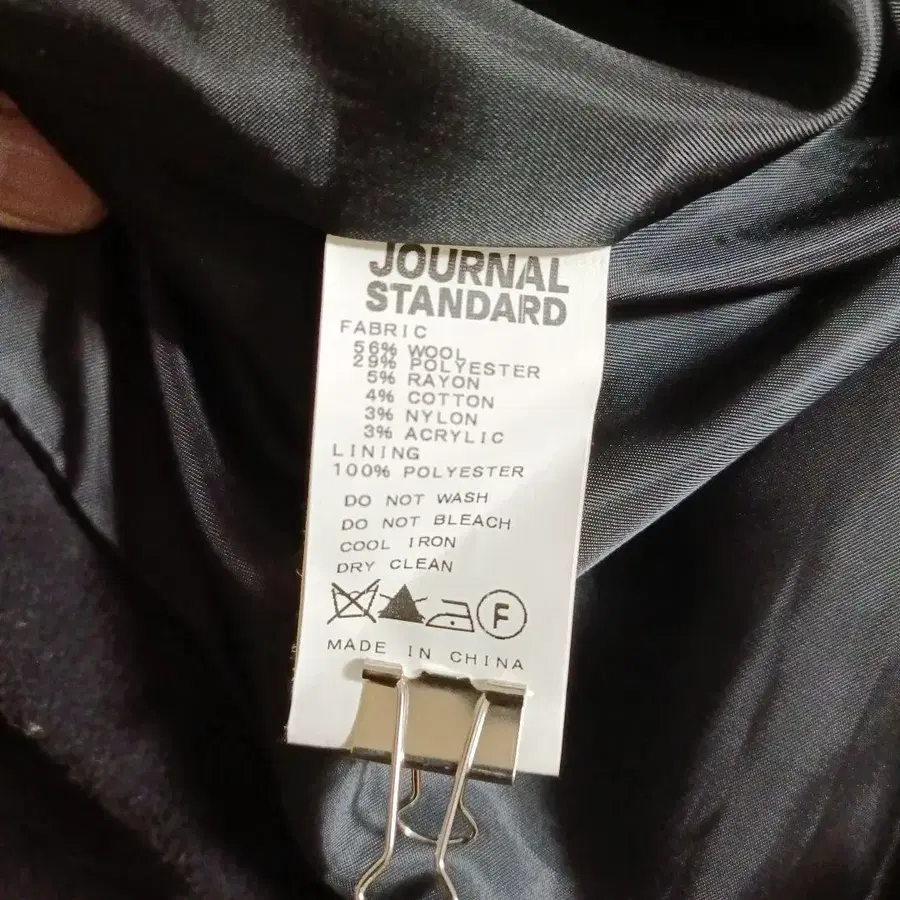 JOURNAL
STANDARD
FABRIC
56% WOOL
29% POLYESTER
5% RAYON
4% COTTON
3% NYLON
3% ACRYLIC
LINING
100% POLYESTER
DO NOT WASH
DO NOT BLEACH
COOL IRON
DRY CLEAN
F
MADE IN CHINA